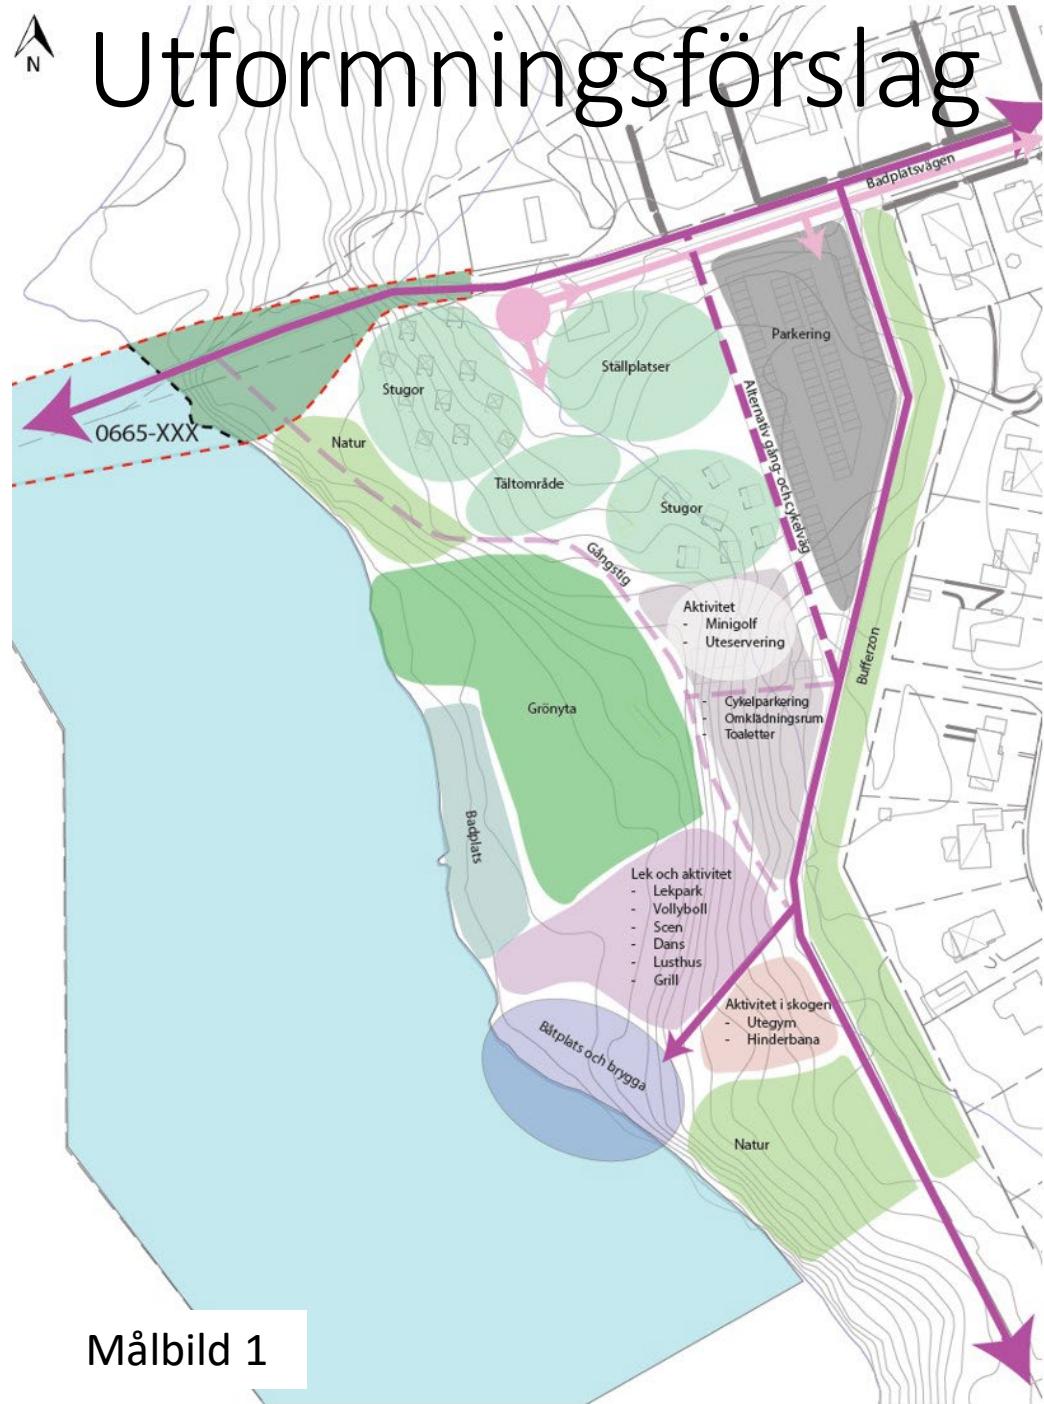 Utformningsförslag
N
Badplatsvägen
Parkering
Ställplatser
Stugor
Alternativ gång- och cykelväg
0665-XXX
Natur
Tältområde
Stugor
Gångstig
Aktivitet
- Minigolf
- Uteservering
Bufferzon
- Cykelparkering
- Omklädningsrum
- Toaletter
Grönyta
Badplats
Lek och aktivitet
- Lekpark
- Vollyboll
- Scen
- Dans
- Lusthus
- Grill
Aktivitet i skogen
- Utegym
- Hinderbana
Båtplats och brygga
Natur
Målbild 1